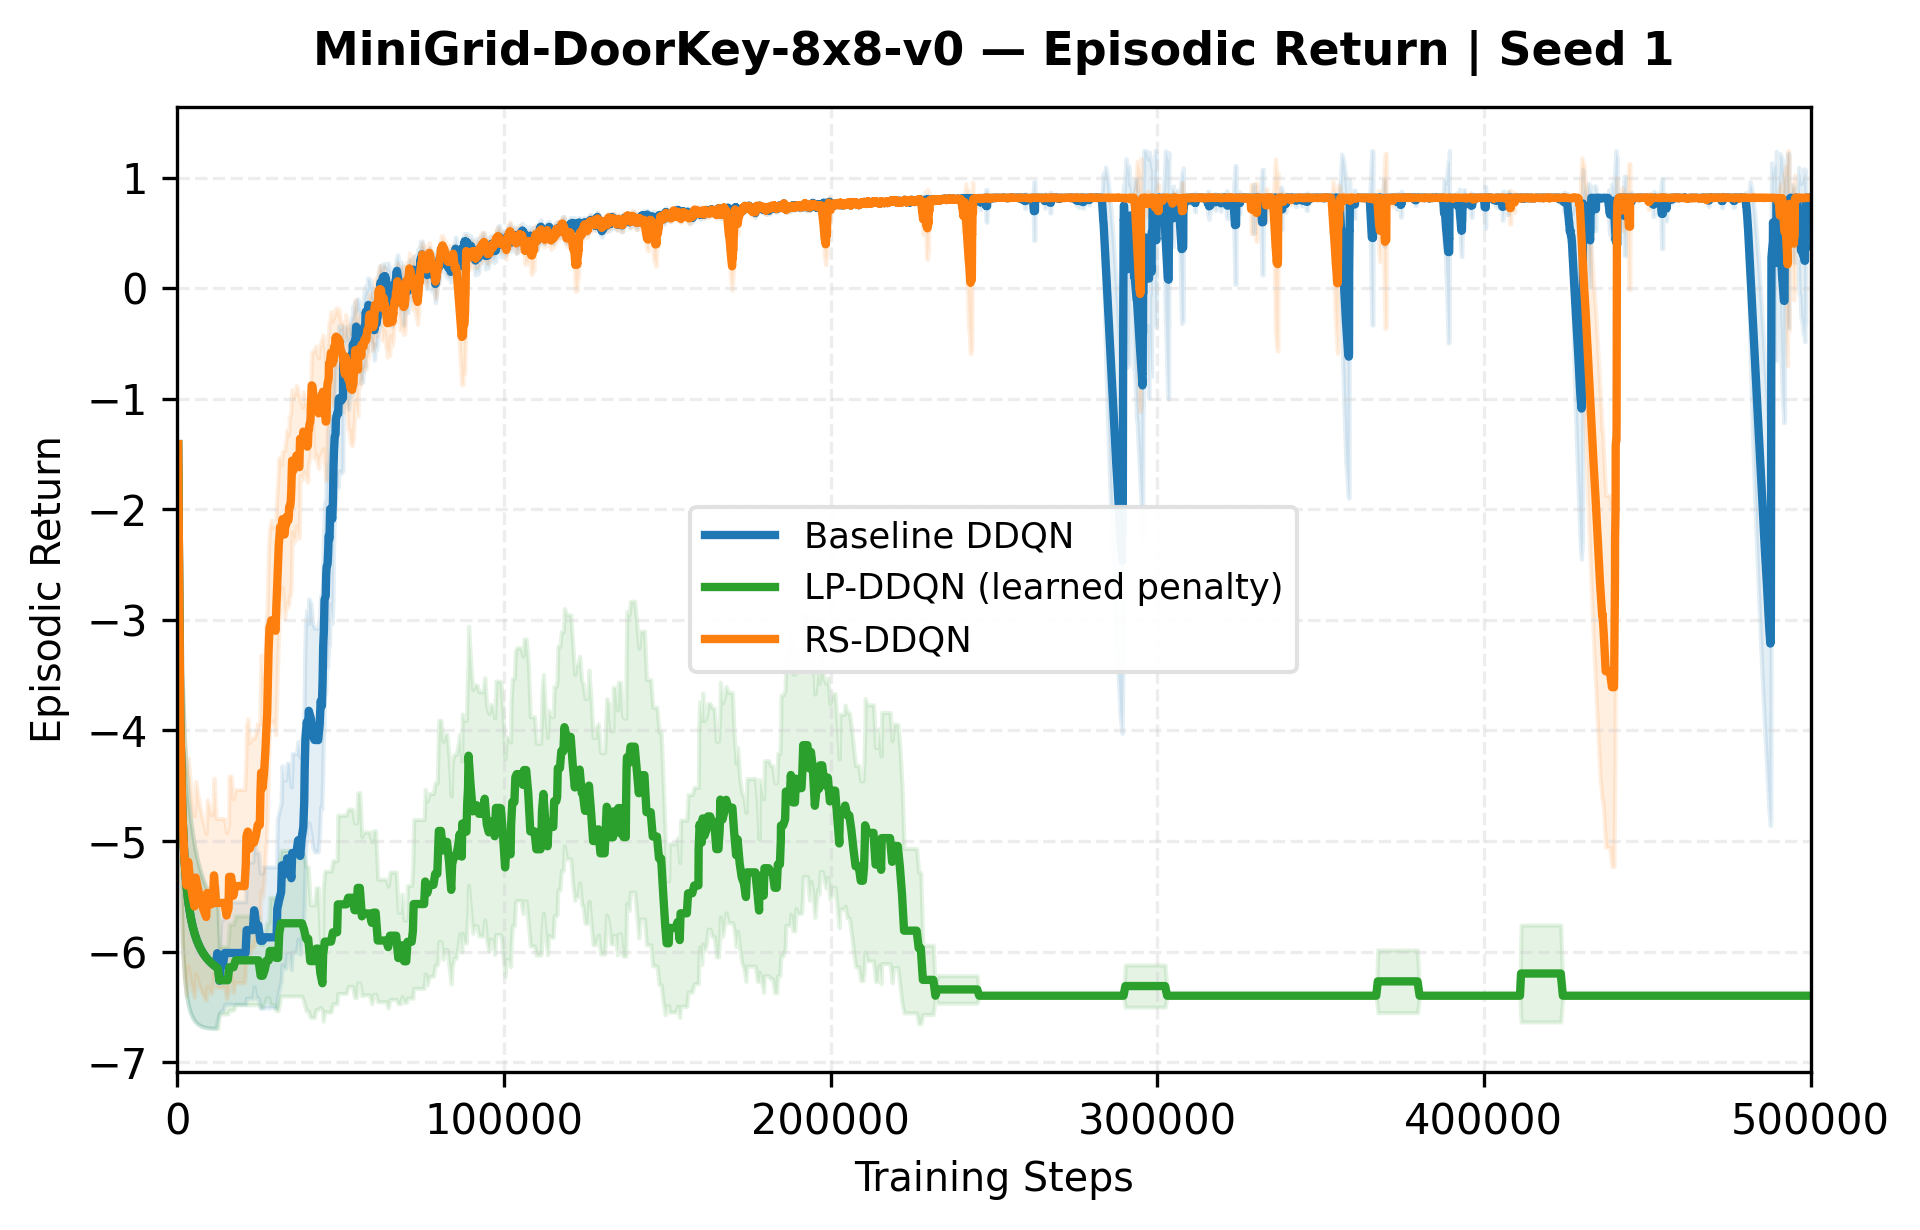 MiniGrid-DoorKey-8x8-v0 — Episodic Return | Seed 1
Episodic Return
1
0
−1
−2
−3
−4
−5
−6
−7
Baseline DDQN
LP-DDQN (learned penalty)
RS-DDQN
0 100000 200000 300000 400000 500000
Training Steps